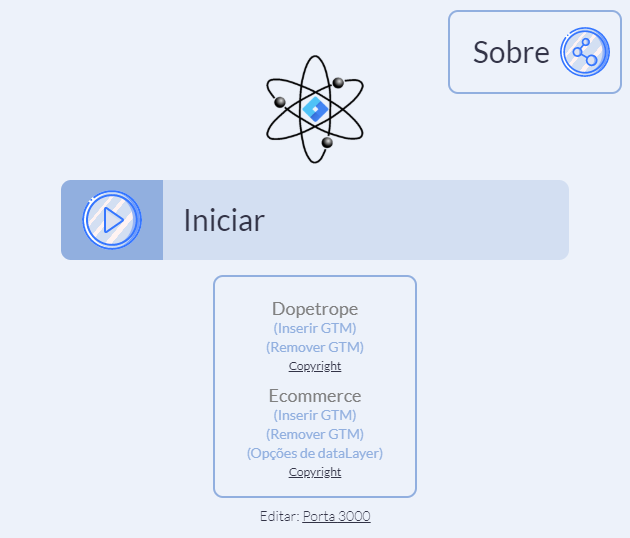 Sobre
Iniciar
Dopetrope
(Inserir GTM)
(Remover GTM)
Copyright
Ecommerce
(Inserir GTM)
(Remover GTM)
(Opções de dataLayer)
Copyright
Editar: Porta 3000